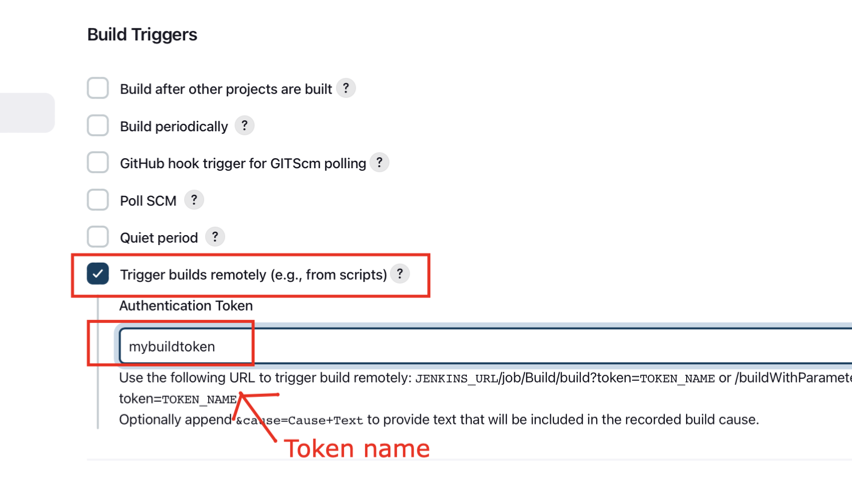 Build Triggers
Build after other projects are built ?
Build periodically ?
GitHub hook trigger for GITScm polling ?
Poll SCM ?
Quiet period ?
Trigger builds remotely (e.g., from scripts) ?
Authentication Token
mybuildtoken
Use the following URL to trigger build remotely: JENKINS_URL/job/Build/build?token=TOKEN_NAME or /buildWithParamete
token=TOKEN_NAME
Optionally append &cause=Cause+Text to provide text that will be included in the recorded build cause.
Token name